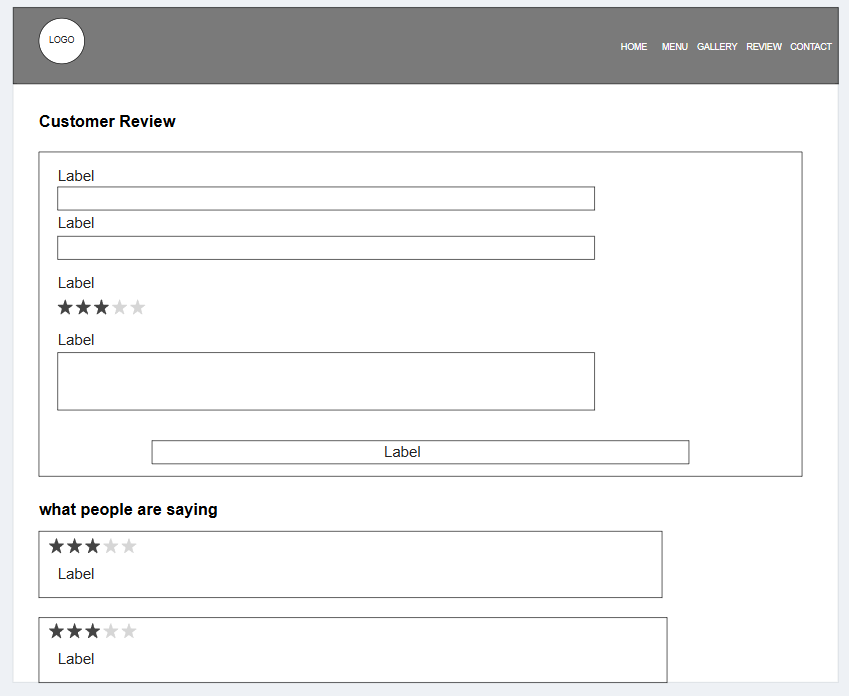 LOGO
HOME MENU GALLERY REVIEW CONTACT
Customer Review
Label
Label
Label
Label
Label
what people are saying
Label
Label